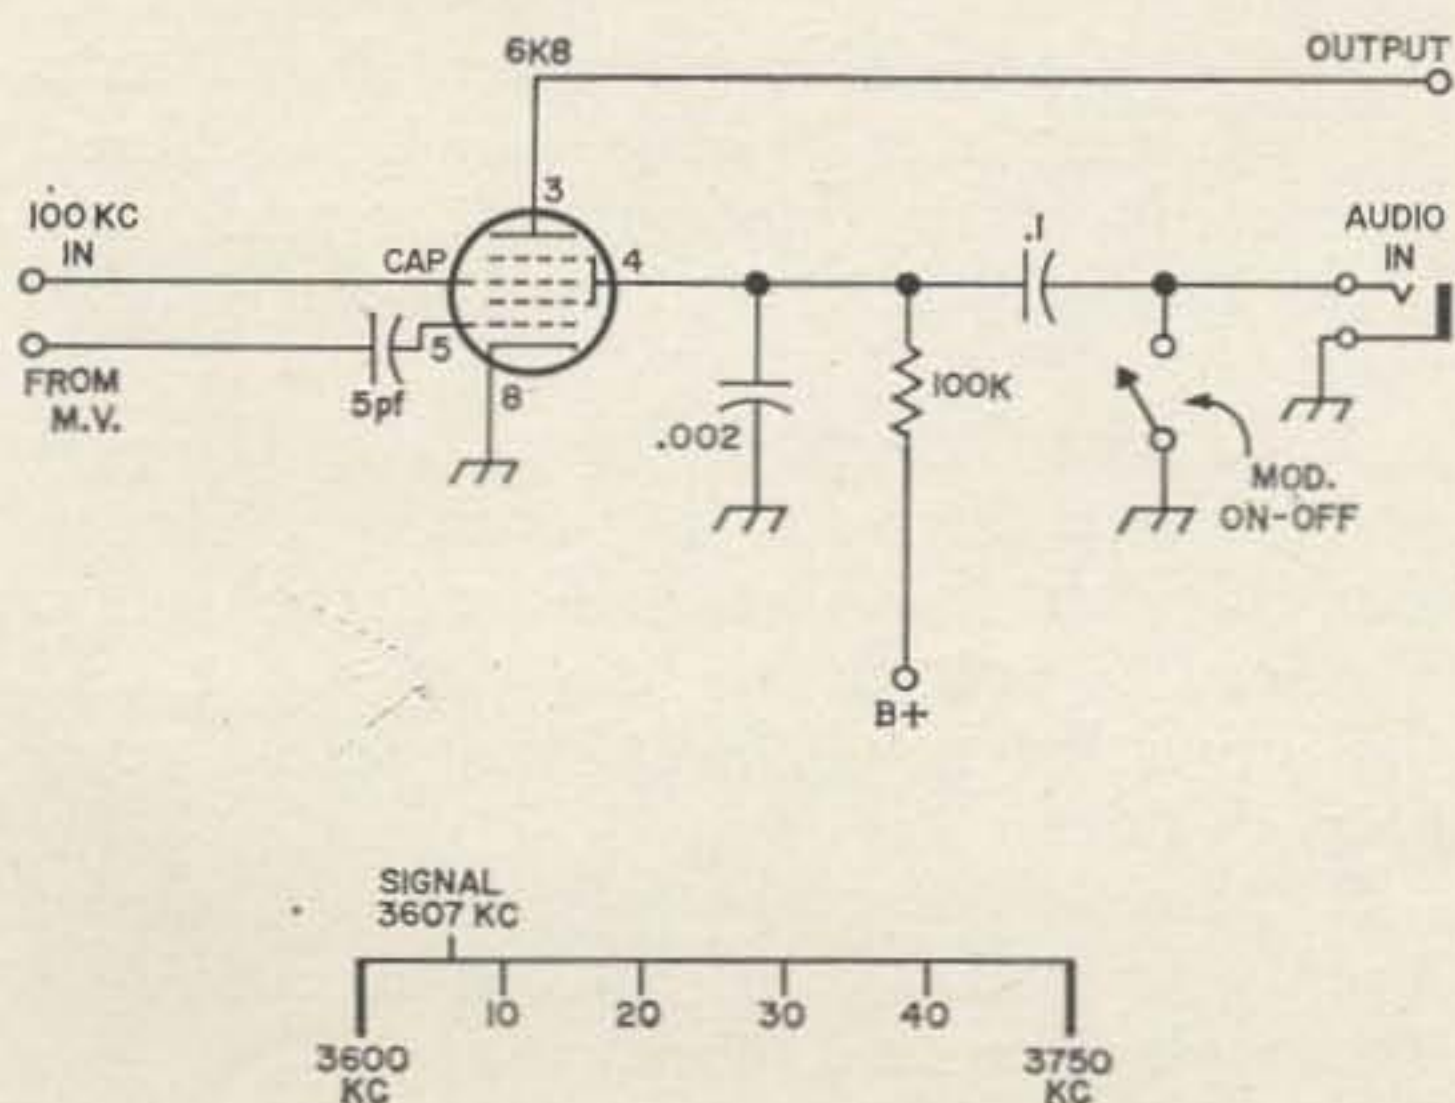 6K8
OUTPUT
3
100 KC
IN
CAP
4
.1
AUDIO
IN
5
FROM
M.V.
5pf
8
.002
100K
MOD.
ON-OFF
B+
SIGNAL
3607 KC
10
20
30
40
3600
KC
3750
KC